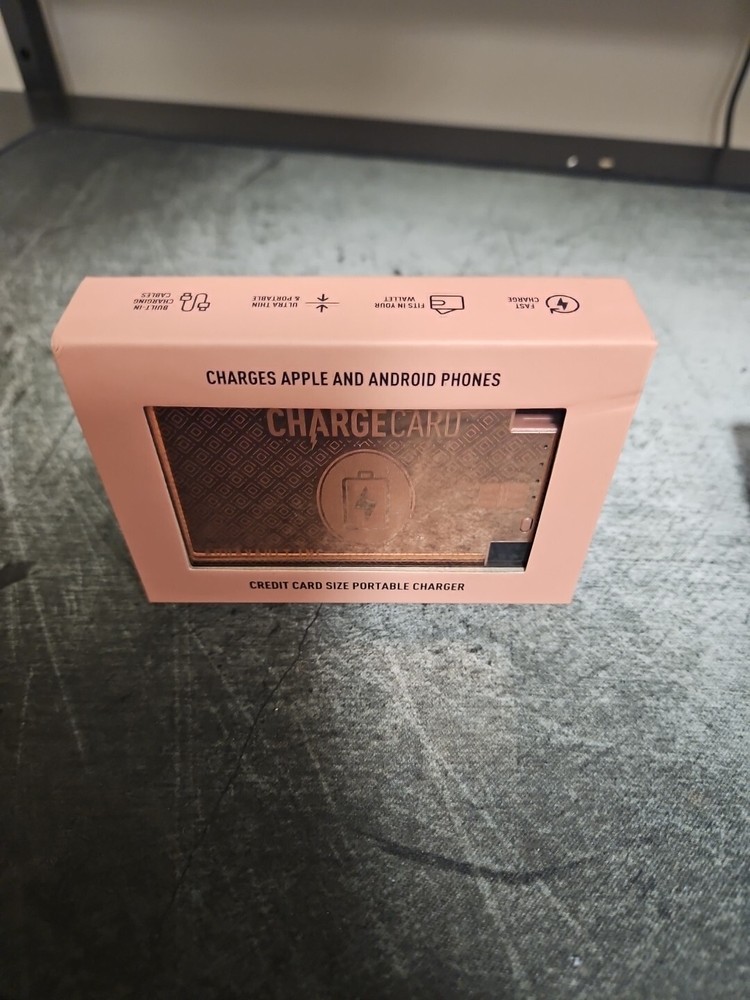 BUILT-IN
CHARGING
CABLES
ULTRA THIN
& PORTABLE
FITS IN YOUR
WALLET
FAST
CHARGE
CHARGES APPLE AND ANDROID PHONES
CHARGECARD
CREDIT CARD SIZE PORTABLE CHARGER